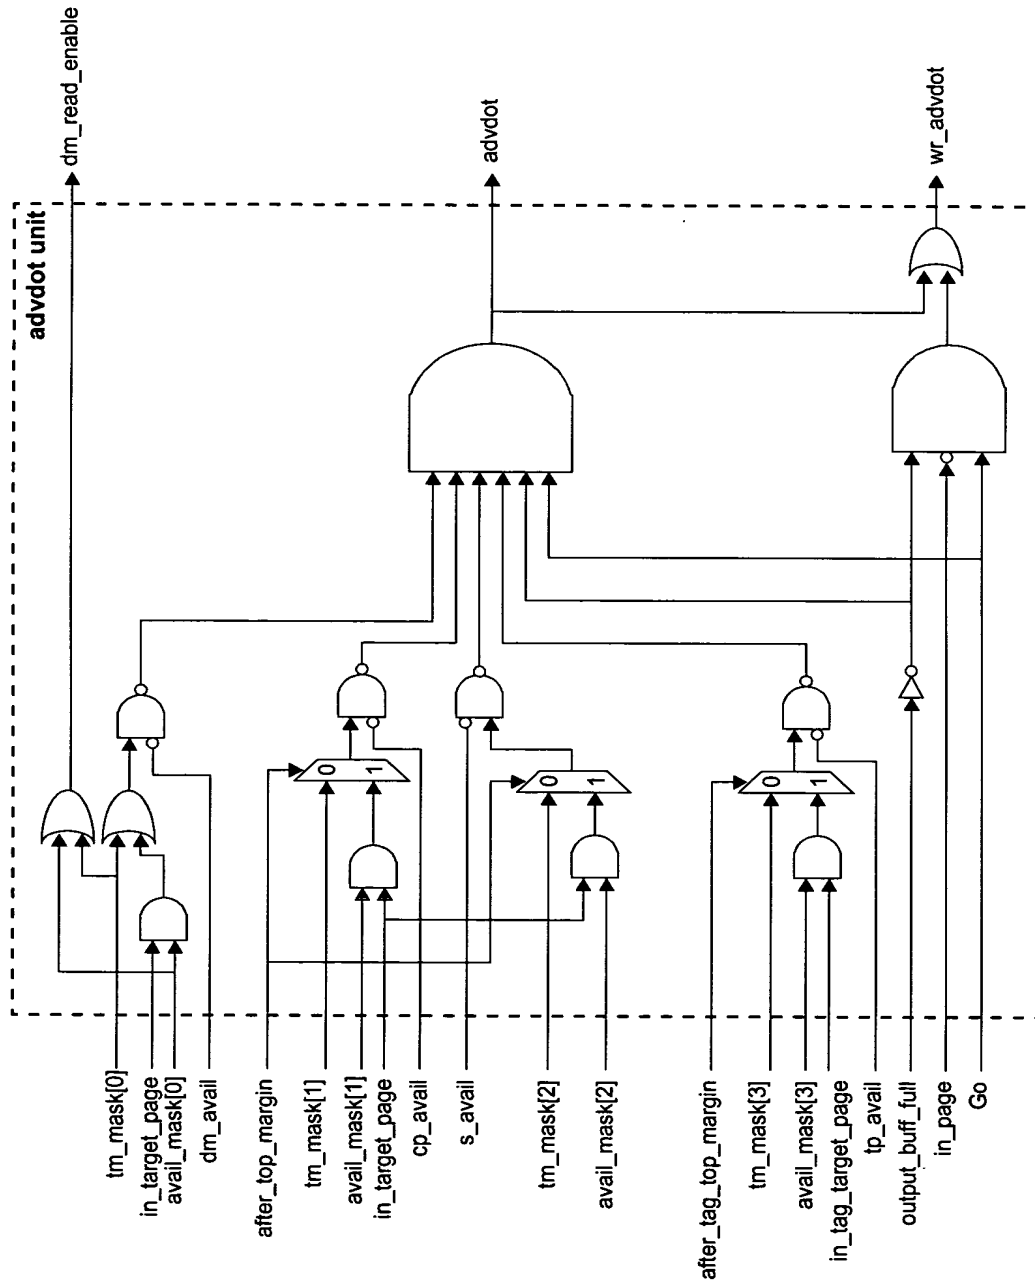 dm_read_enable
advdot unit
tm_mask[0]
in_target_page
avail_mask[0]
dm_avail
after_top_margin
0
tm_mask[1]
1
avail_mask[1]
in_target_page
cp_avail
advdot
s_avail
0
tm_mask[2]
1
avail_mask[2]
after_tag_top_margin
0
tm_mask[3]
1
avail_mask[3]
in_tag_target_page
tp_avail
output_buff_full
wr_advdot
in_page
Go